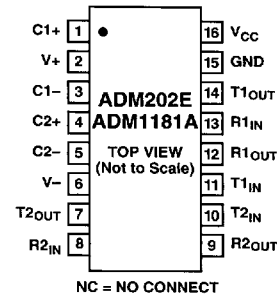 C1+ 1 16 VCC
V+ 2 15 GND
C1– 3 14 T1OUT
C2+ 4 13 R1IN
C2– 5 12 R1OUT
V– 6 11 T1IN
T2OUT 7 10 T2IN
R2IN 8 9 R2OUT
ADM202E
ADM1181A
TOP VIEW
(Not to Scale)
NC = NO CONNECT